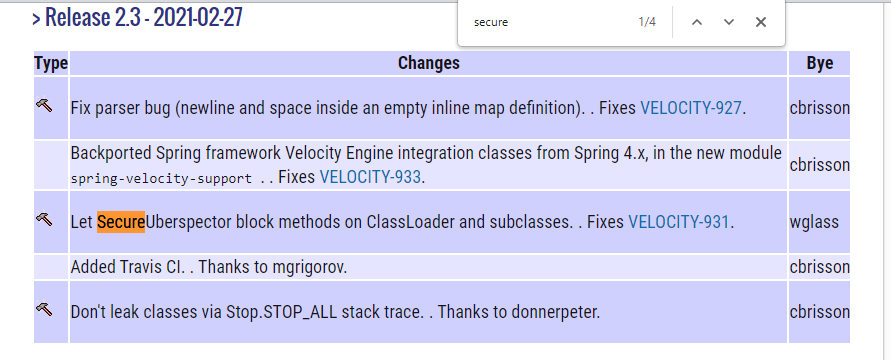 > Release 2.3 - 2021-02-27
secure 1/4
Type Changes Bye
Fix parser bug (newline and space inside an empty inline map definition). . Fixes VELOCITY-927. cbrisson
Backported Spring framework Velocity Engine integration classes from Spring 4.x, in the new module
spring-velocity-support . . Fixes VELOCITY-933. cbrisson
Let SecureUberspector block methods on ClassLoader and subclasses. . Fixes VELOCITY-931. wglass
Added Travis CI. . Thanks to mgrigorov. cbrisson
Don't leak classes via Stop.STOP_ALL stack trace. . Thanks to donnerpeter. cbrisson